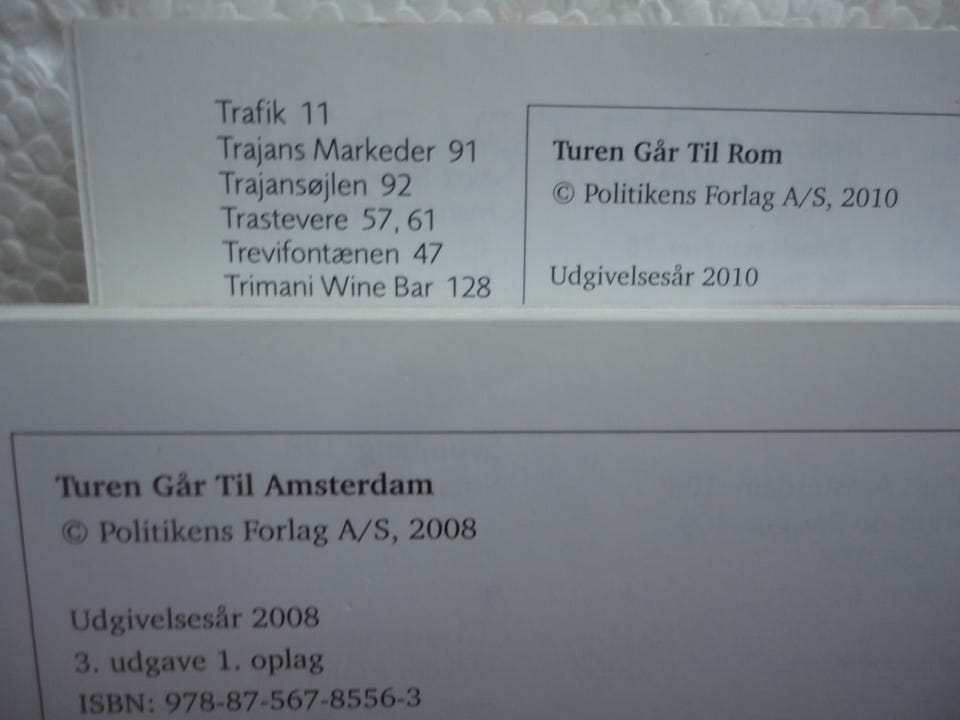 Trafik 11
Trajans Markeder 91
Trajansøjlen 92
Trastevere 57, 61
Trevifontænen 47
Trimani Wine Bar 128
Turen Går Til Rom
© Politikens Forlag A/S, 2010
Udgivelsesår 2010
Turen Går Til Amsterdam
© Politikens Forlag A/S, 2008
Udgivelsesår 2008
3. udgave 1. oplag
ISBN: 978-87-567-8556-3